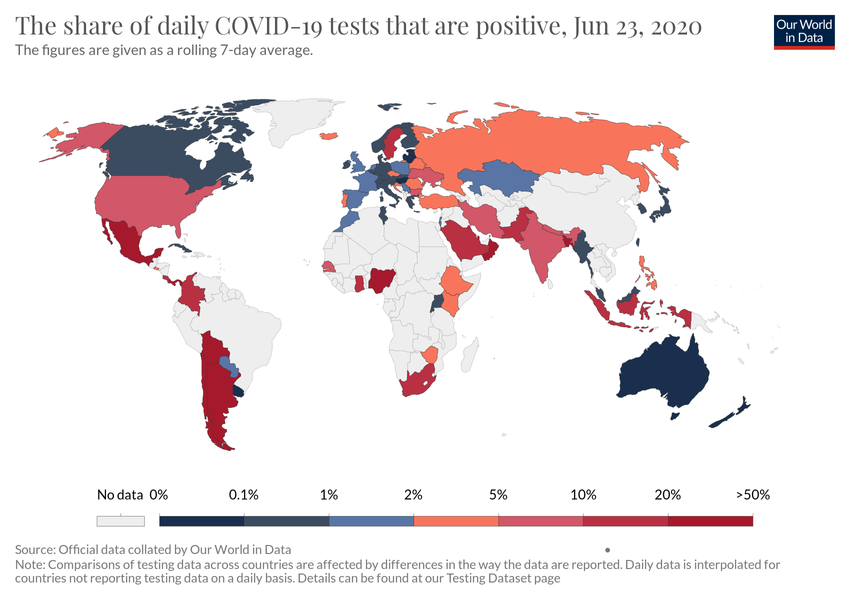 The share of daily COVID-19 tests that are positive, Jun 23, 2020
The figures are given as a rolling 7-day average.
Our World
in Data
No data 0% 0.1% 1% 2% 5% 10% 20% >50%
Source: Official data collated by Our World in Data
Note: Comparisons of testing data across countries are affected by differences in the way the data are reported. Daily data is interpolated for
countries not reporting testing data on a daily basis. Details can be found at our Testing Dataset page